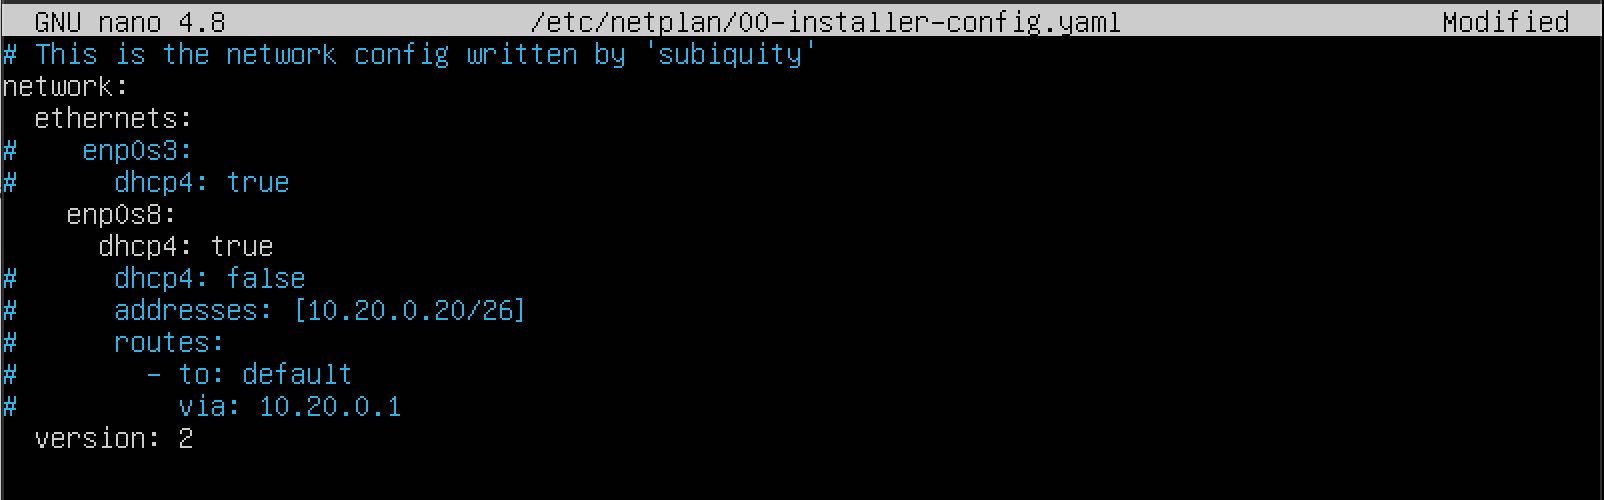 GNU nano 4.8 /etc/netplan/00-installer-config.yaml Modified
# This is the network config written by 'subiquity'
network:
  ethernets:
#    enp0s3:
#      dhcp4: true
    enp0s8:
      dhcp4: true
#      dhcp4: false
#      addresses: [10.20.0.20/26]
#      routes:
#        - to: default
#          via: 10.20.0.1
  version: 2